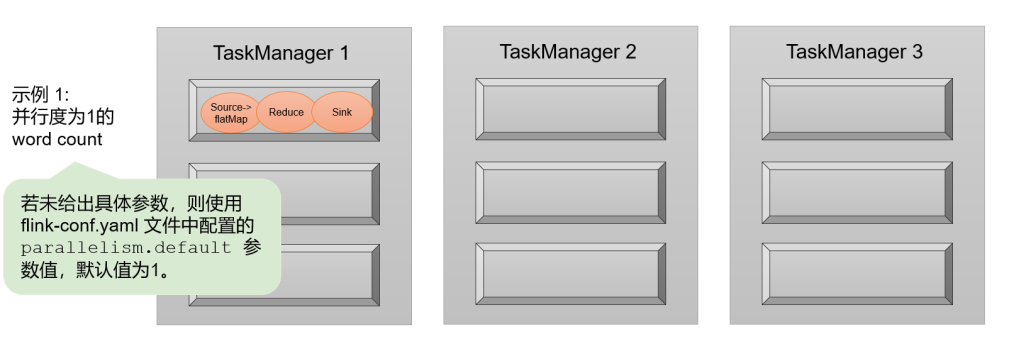 TaskManager 1
TaskManager 2
TaskManager 3
示例 1:
并行度为1的
word count
Source->
flatMap
Reduce
Sink
若未给出具体参数，则使用
flink-conf.yaml 文件中配置的
parallelism.default 参
数值，默认值为1。